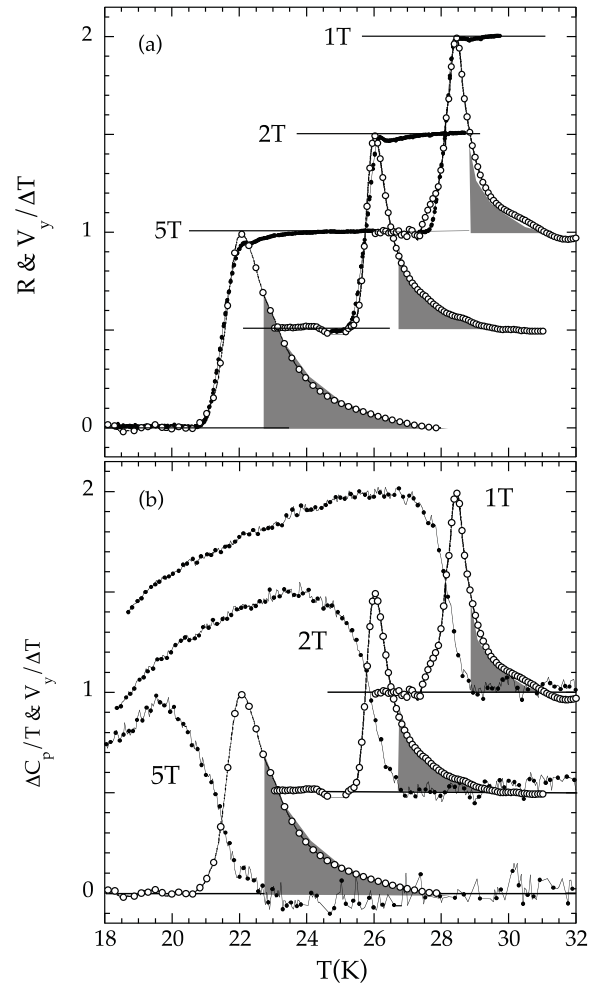 2
(a)
1T
2T
5T
1
0
R & V_y/ΔT
2
(b)
1T
2T
5T
1
0
ΔC_p/T & V_y/ΔT
18 20 22 24 26 28 30 32
T(K)